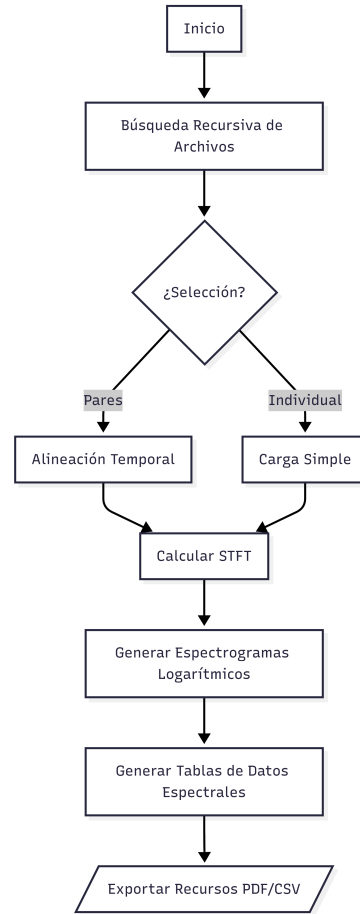 Inicio
Búsqueda Recursiva de
Archivos
¿Selección?
Pares
Individual
Alineación Temporal
Carga Simple
Calcular STFT
Generar Espectrogramas
Logarítmicos
Generar Tablas de Datos
Espectrales
Exportar Recursos PDF/CSV